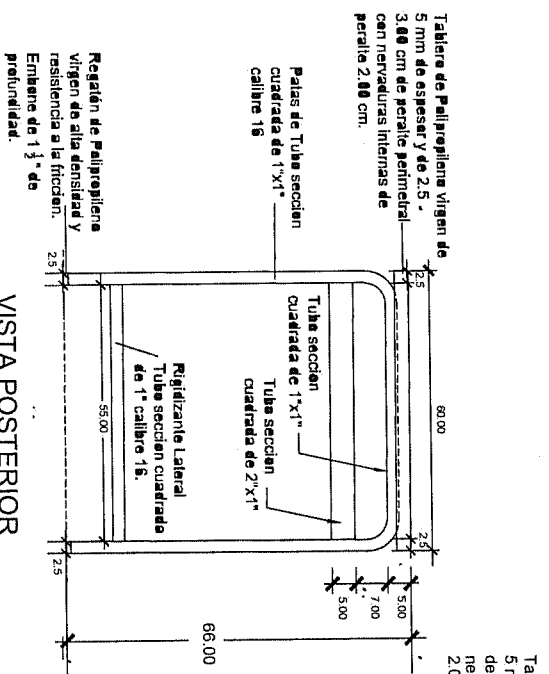 Tablero de Polipropileno virgen de
5 mm de espesor y de 2.5 -
3.00 cm de peralte perimetral
con nervaduras internas de
peralte 2.00 cm.
Patas de Tubo seccion
cuadrada de 1"x1"
calibre 16
Regatón de Polipropileno
virgen de alta densidad y
resistencia a la friccion.
Embone de 1 1/2" de
profundidad.
2.5
60.00
2.5
Tubo seccion
cuadrada de 1"x1"
Tubo seccion
cuadrada de 2"x1"
Rigidizante Lateral
Tubo seccion cuadrada
de 1" calibre 16.
5.00
7.00
5.00
66.00
2.5
55.00
2.5
VISTA POSTERIOR
Ta
5 r
de
ne
2.0